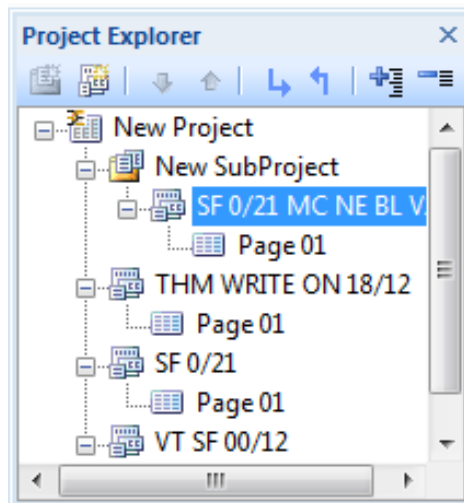 Project Explorer
New Project
New SubProject
SF 0/21 MC NE BL V
Page 01
THM WRITE ON 18/12
Page 01
SF 0/21
Page 01
VT SF 00/12